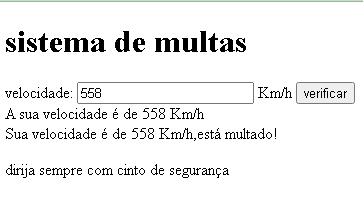 sistema de multas
velocidade: 558 Km/h verificar
A sua velocidade é de 558 Km/h
Sua velocidade é de 558 Km/h,está multado!
dirija sempre com cinto de segurança